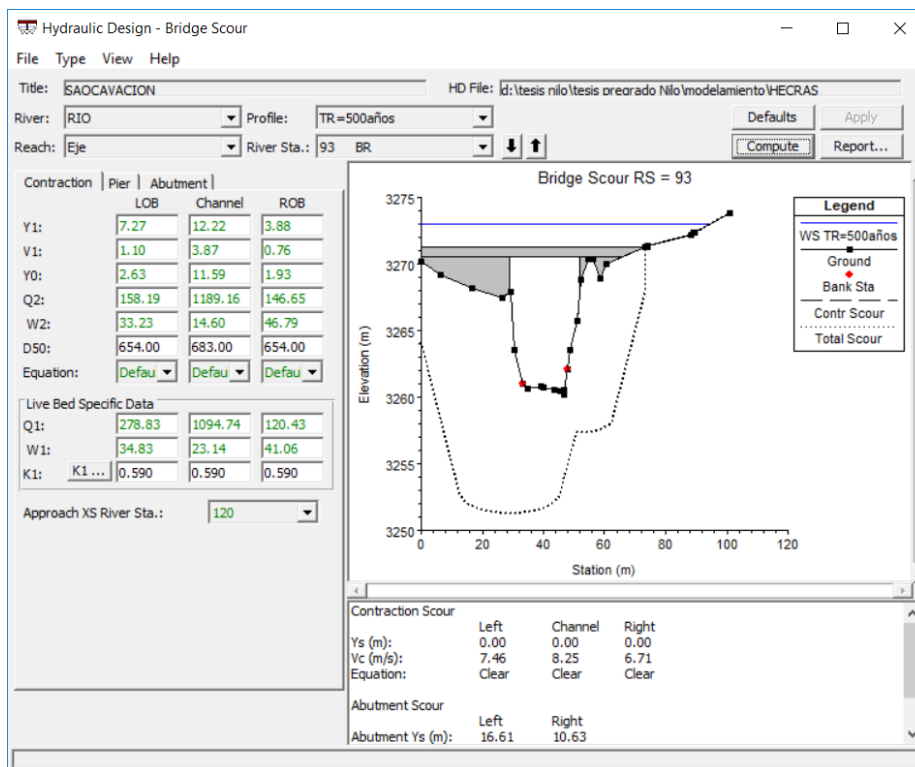 Hydraulic Design - Bridge Scour
File Type View Help
Title: SAOCAVACION HD File: d:\tesis nilo\tesis pregrado Nilo\modelamiento\HECRAS
River: RIO Profile: TR=500años Defaults Apply
Reach: Eje River Sta.: 93 BR Compute Report...
Contraction Pier Abutment
LOB Channel ROB
Y1: 7.27 12.22 3.88
V1: 1.10 3.87 0.76
Y0: 2.63 11.59 1.93
Q2: 158.19 1189.16 146.65
W2: 33.23 14.60 46.79
D50: 654.00 683.00 654.00
Equation: Defau Defau Defau
Live Bed Specific Data
Q1: 278.83 1094.74 120.43
W1: 34.83 23.14 41.06
K1: K1 ... 0.590 0.590 0.590
Approach XS River Sta.: 120
Bridge Scour RS = 93
Elevation (m)
3275
3270
3265
3260
3255
3250
0 20 40 60 80 100 120
Station (m)
Legend
WS TR=500años
Ground
Bank Sta
Contr Scour
Total Scour
Contraction Scour
Left Channel Right
Ys (m): 0.00 0.00 0.00
Vc (m/s): 7.46 8.25 6.71
Equation: Clear Clear Clear
Abutment Scour
Left Right
Abutment Ys (m): 16.61 10.63